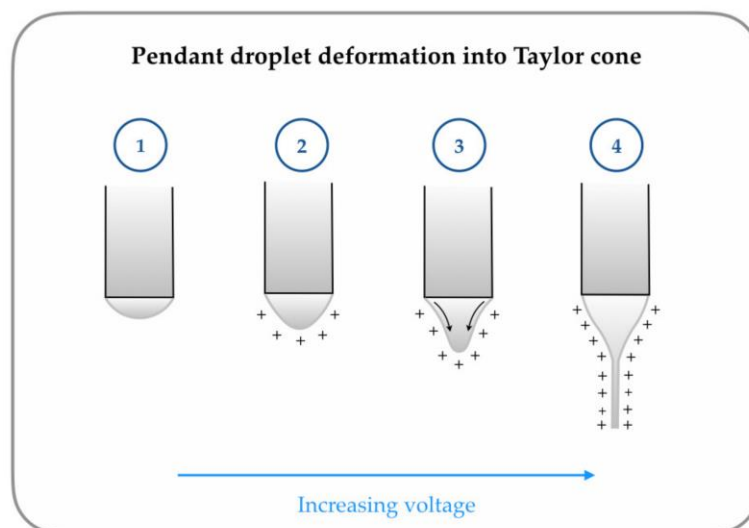 Pendant droplet deformation into Taylor cone
1 2 3 4
+ + + + +
+ + + + + + +
+ + + + + + + + + + + + + +
Increasing voltage